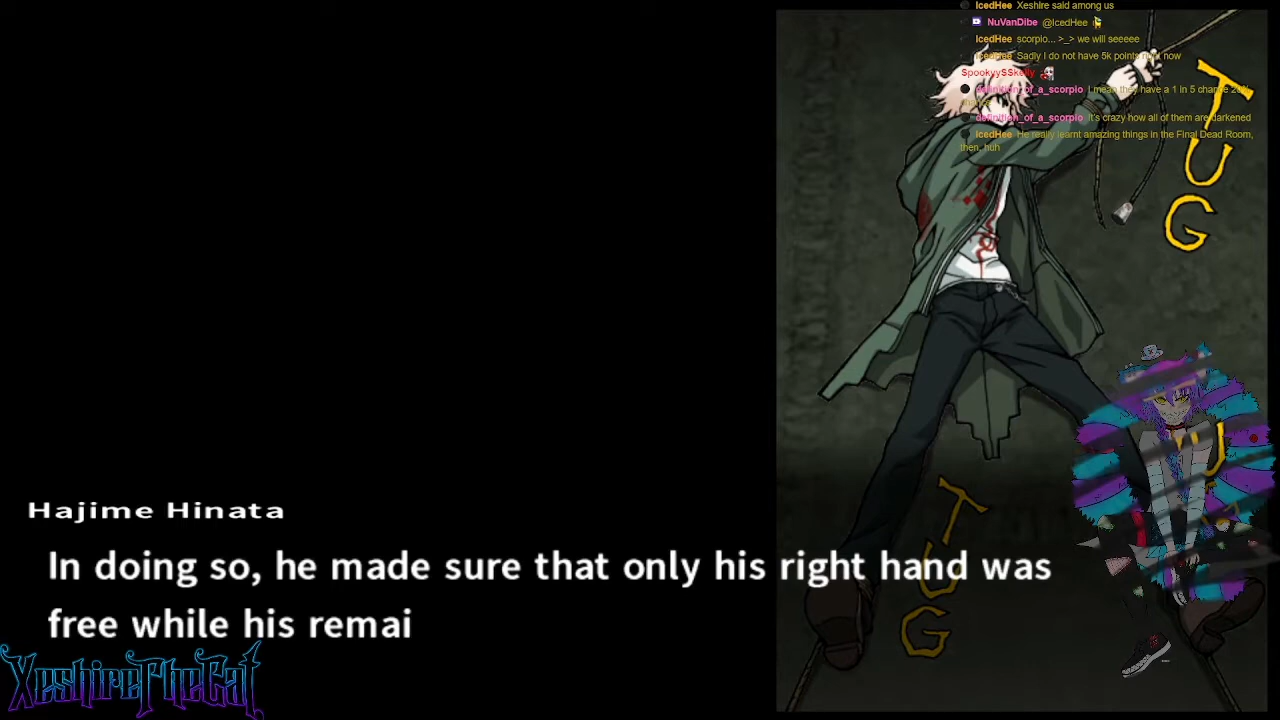 IcedHee Xeshire said among us
NuVanDibe @IcedHee
IcedHee scorpio... >_> we will seeeee
IcedHee Sadly I do not have 5k points now
SpookyySSkelly
definition_of_a_scorpio I mean they have a 1 in 5 chance
definition_of_a_scorpio It's crazy how all of them are darkened
IcedHee He really learnt amazing things in the Final Dead Room,
then, huh
TUG
TUG
Hajime Hinata
In doing so, he made sure that only his right hand was
free while his remai
XeshireTheCat